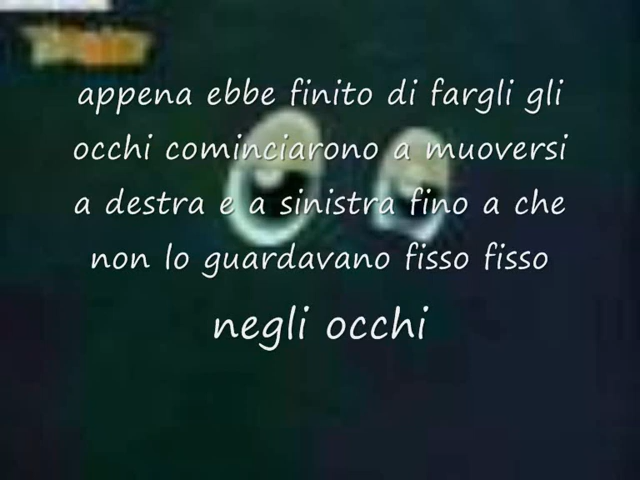 appena ebbe finito di fargli gli
occhi cominciarono a muoversi
a destra e a sinistra fino a che
non lo guardavano fisso fisso
negli occhi